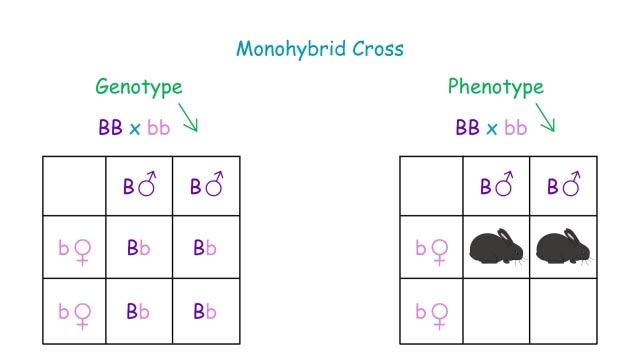 Monohybrid Cross
Genotype
BB x bb
B♂ B♂
b♀ Bb Bb
b♀ Bb Bb
Phenotype
BB x bb
B♂ B♂
b♀
b♀